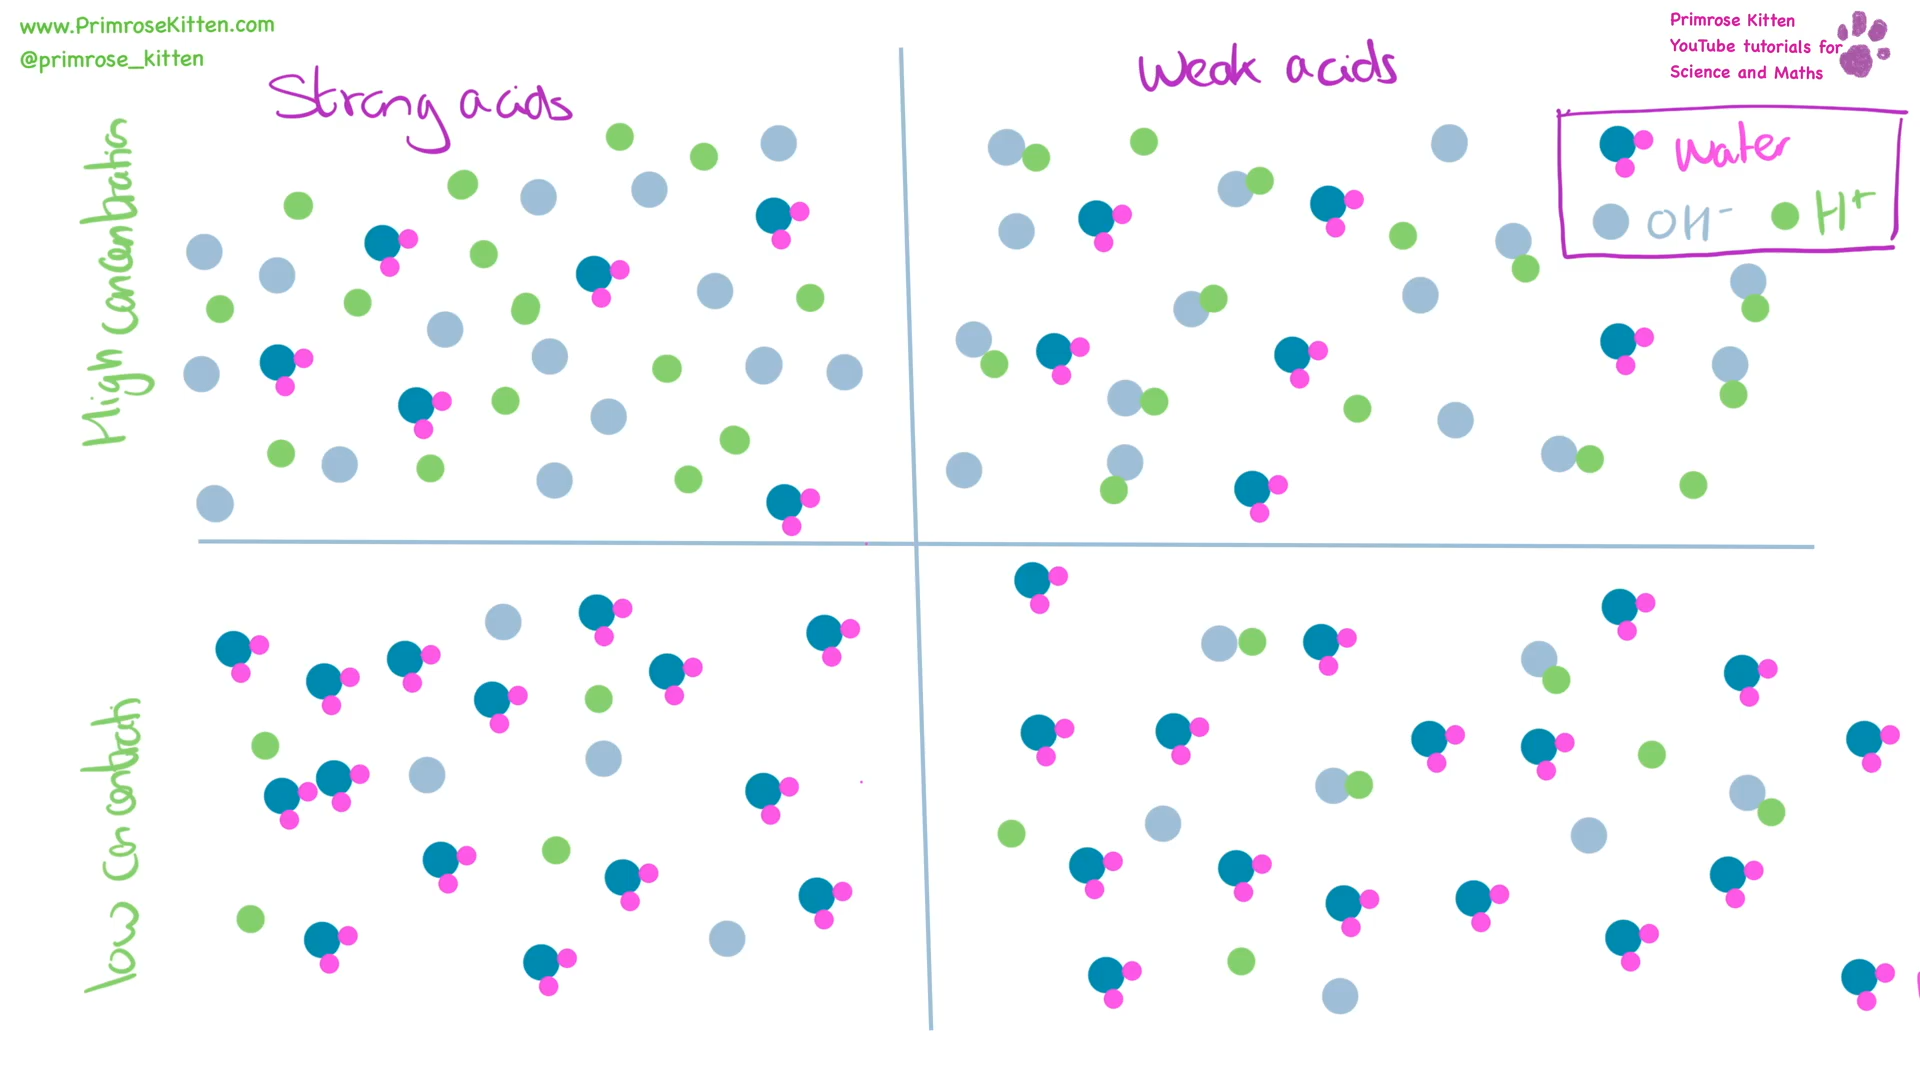 www.PrimroseKitten.com
@primrose_kitten
Primrose Kitten
YouTube tutorials for
Science and Maths
Strong acids
Weak acids
Water
OH⁻ H⁺
High concentration
low